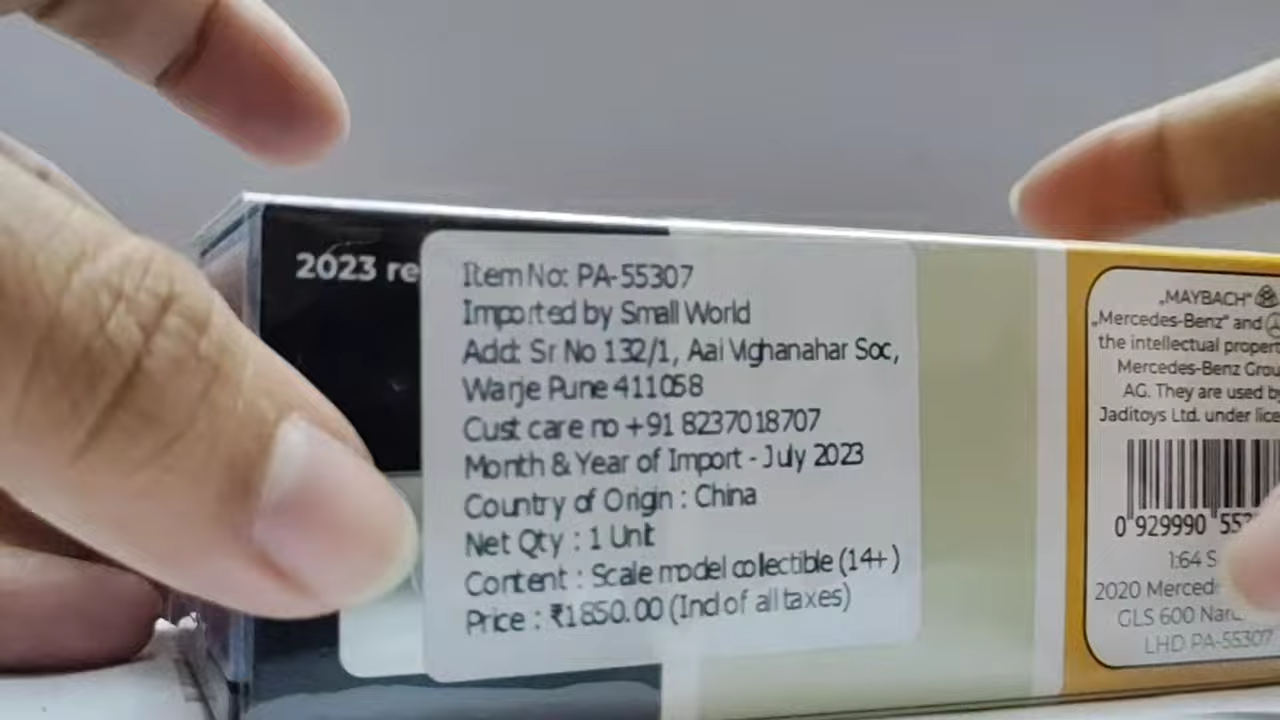 2023 re
Item No: PA-55307
Imported by Small World
Add: Sr No 132/1, Aai Vighanahar Soc,
Warje Pune 411058
Cust care no +91 8237018707
Month & Year of Import - July 2023
Country of Origin : China
Net Qty : 1 Unit
Content : Scale model collectible (14+)
Price : ₹1850.00 (Incl of all taxes)
„MAYBACH"
„Mercedes-Benz" and
the intellectual propert
Mercedes-Benz Grou
AG. They are used by
Jaditoys Ltd. under lice
0 929990 553
1:64 S
2020 Merced
GLS 600 Nar
LHD PA-55307